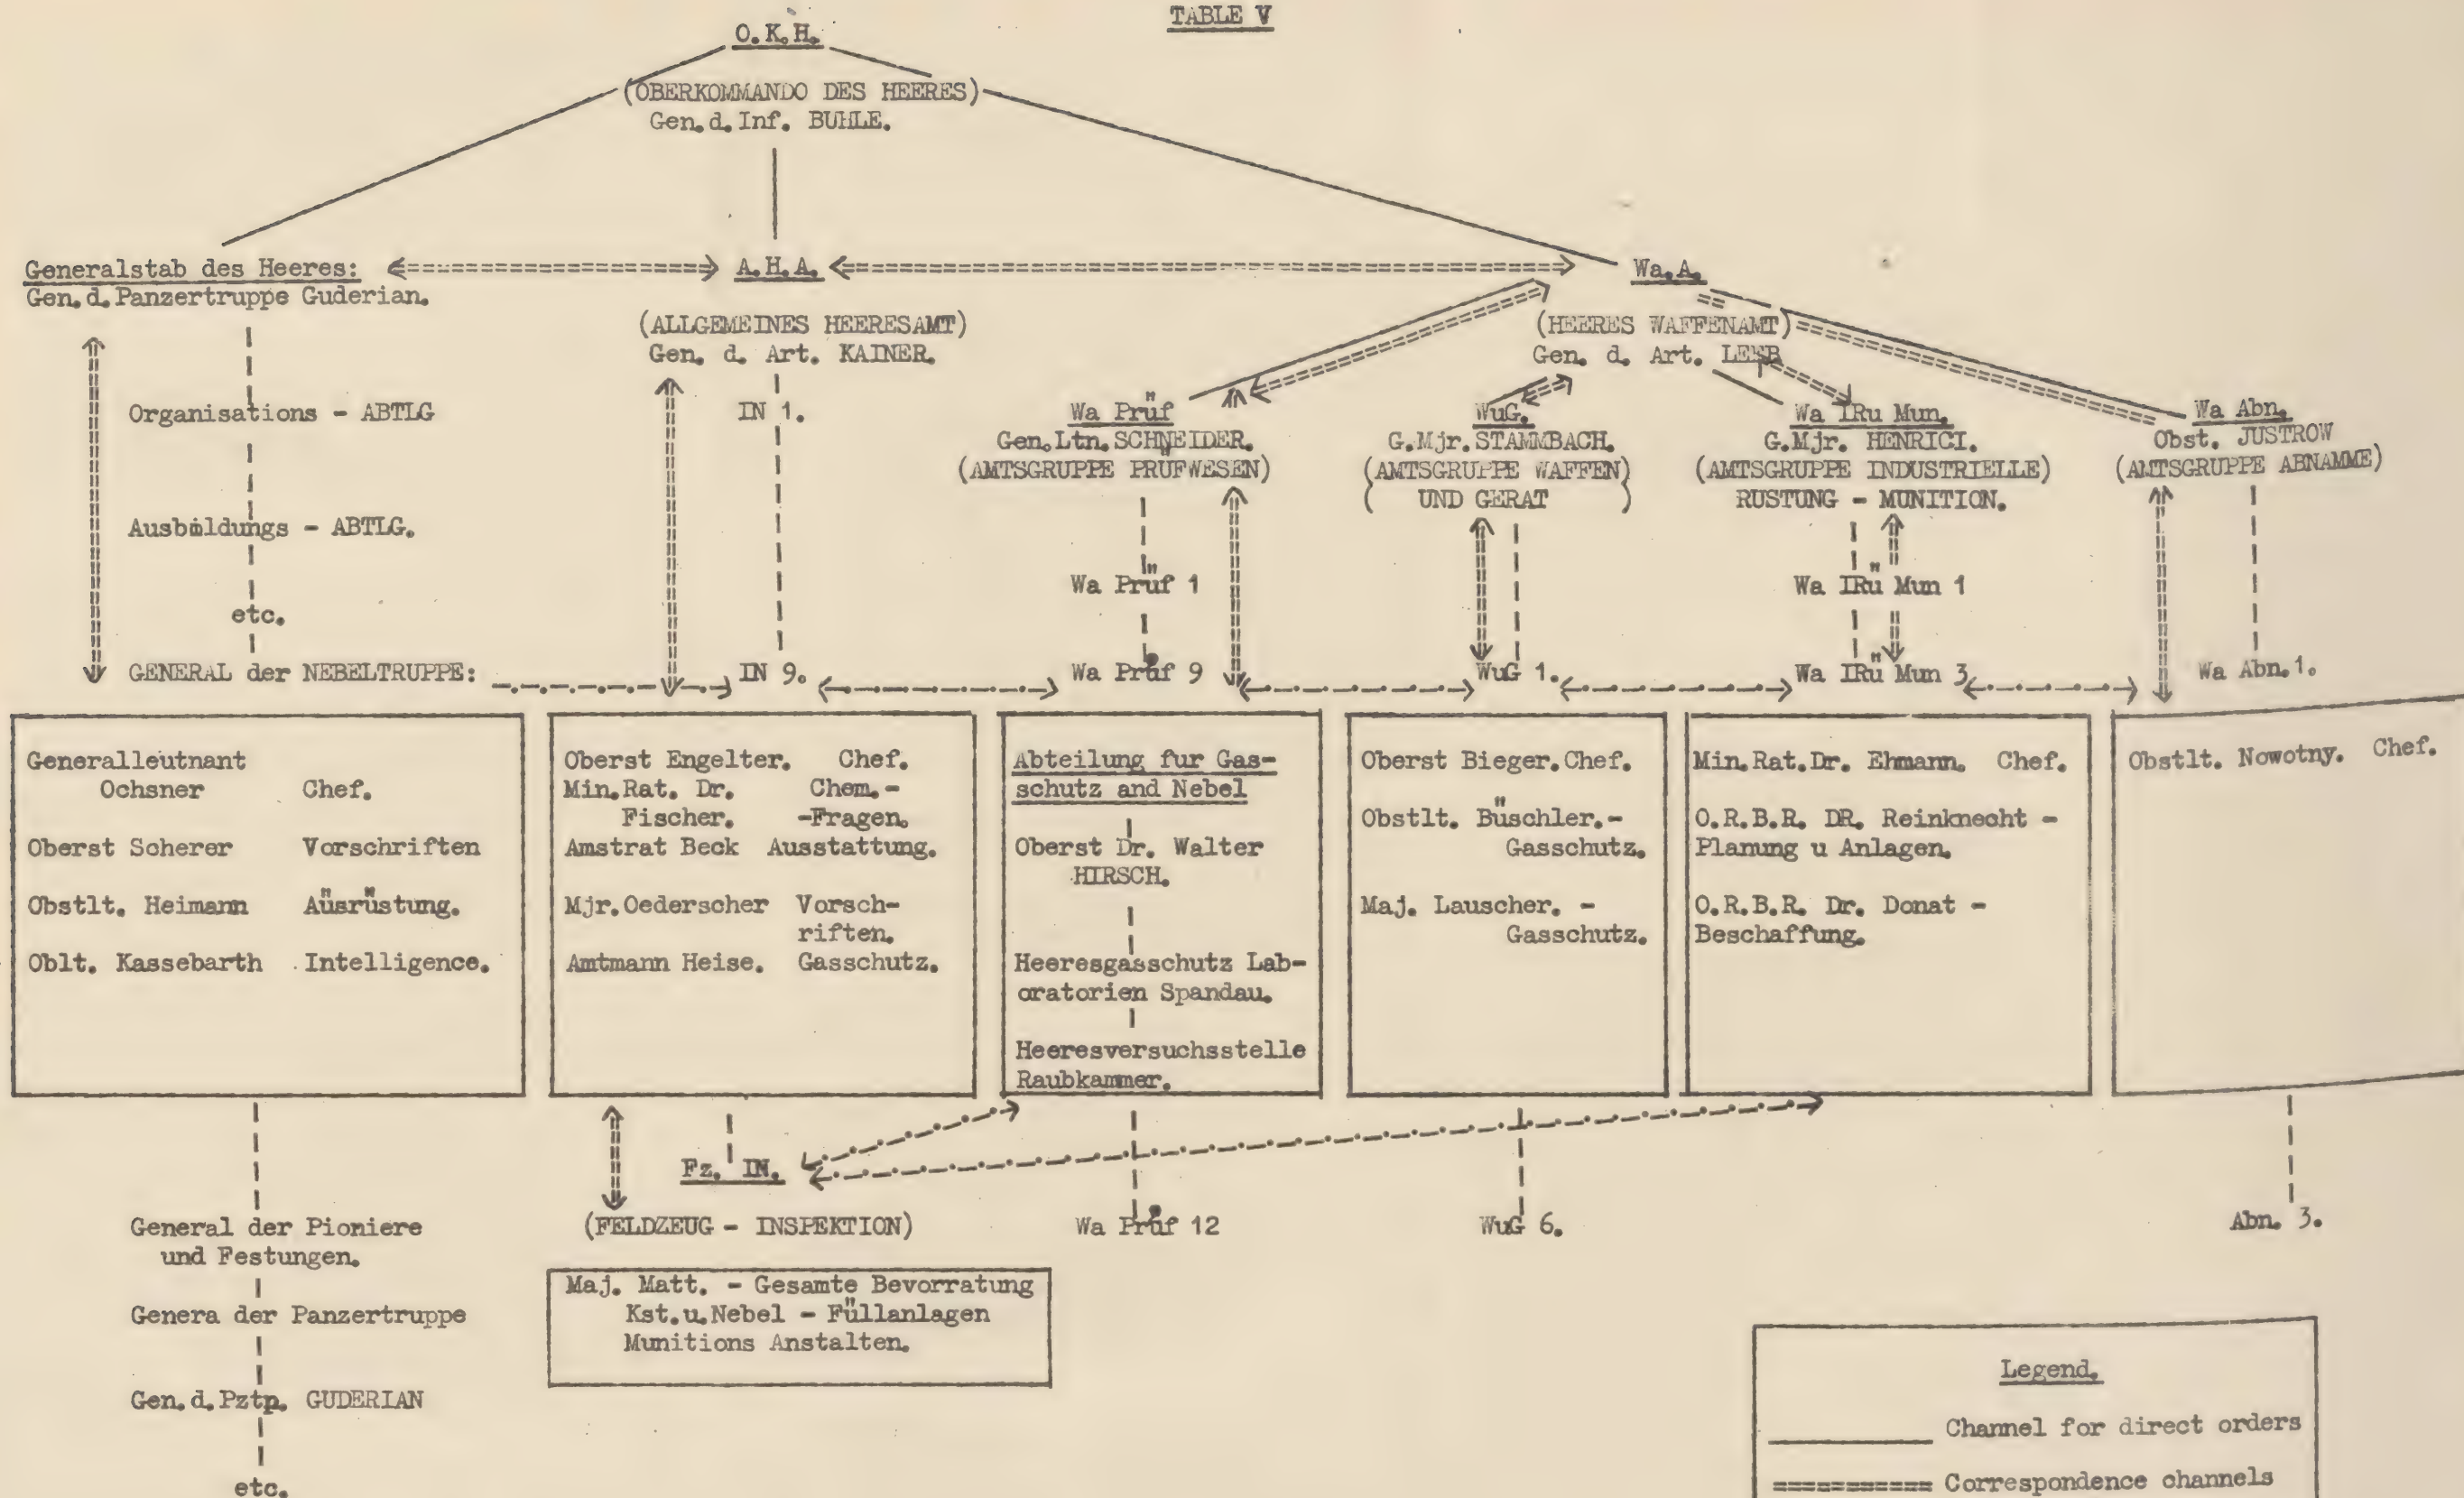 TABLE V
O.K.H.
(OBERKOMMANDO DES HEERES)
Gen.d.Inf. BUHLE.
Generalstab des Heeres:
Gen.d.Panzertruppe Guderian.
A.H.A.
(ALLGEMEINES HEERESAMT)
Gen. d. Art. KAINER.
Wa.A.
(HEERES WAFFENAMT)
Gen. d. Art. LEEB
Organisations - ABTLG
Ausbildungs - ABTLG.
etc.
GENERAL der NEBELTRUPPE:
IN 1.
IN 9.
Wa Prüf
Gen.Ltn. SCHNEIDER.
(AMTSGRUPPE PRÜFWESEN)
Wa Prüf 1
Wa Prüf 9
WuG.
G.Mjr. STAMMBACH.
(AMTSGRUPPE WAFFEN)
( UND GERAT )
WuG 1.
Wa IRu Mun.
G.Mjr. HENRICI.
(AMTSGRUPPE INDUSTRIELLE)
RUSTUNG - MUNITION.
Wa IRü Mun 1
Wa IRü Mun 3
Wa Abn.
Obst. JUSTROW
(AMTSGRUPPE ABNAMME)
Wa Abn.1.
Generalleutnant
Ochsner Chef.
Oberst Scherer Vorschriften
Obstlt. Heimann Äüsrüstung.
Oblt. Kassebarth Intelligence.
Oberst Engelter. Chef.
Min.Rat. Dr. Chem.-
Fischer. -Fragen.
Amstrat Beck Ausstattung.
Mjr.Oederscher Vorsch-
riften.
Amtmann Heise. Gasschutz.
Abteilung fur Gas-
schutz and Nebel
Oberst Dr. Walter
HIRSCH.
Heeresgasschutz Lab-
oratorien Spandau.
Heeresversuchsstelle
Raubkammer.
Oberst Bieger.Chef.
Obstlt. Büschler.-
Gasschutz.
Maj. Lauscher. -
Gasschutz.
Min.Rat.Dr. Ehmann. Chef.
O.R.B.R. DR. Reinknecht -
Planung u Anlagen.
O.R.B.R. Dr. Donat -
Beschaffung.
Obstlt. Nowotny. Chef.
General der Pioniere
und Festungen.
Genera der Panzertruppe
Gen.d.Pztp. GUDERIAN
etc.
Fz. IN.
(FELDZEUG - INSPEKTION)
Maj. Matt. - Gesamte Bevorratung
Kst.u.Nebel - Füllanlagen
Munitions Anstalten.
Wa Prüf 12
WuG 6.
Abn. 3.
Legend.
Channel for direct orders
Correspondence channels